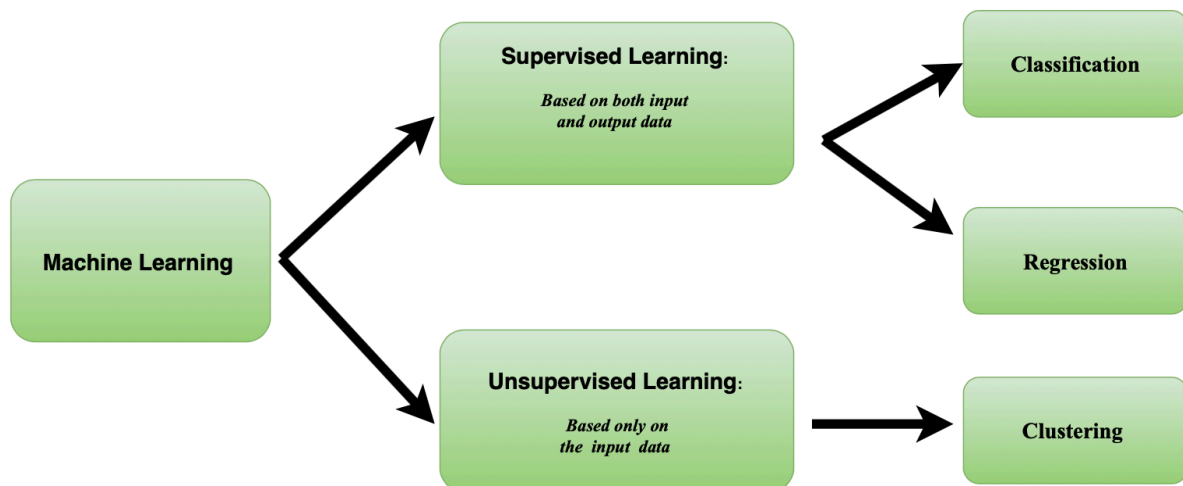 Machine Learning
Supervised Learning:
Based on both input
and output data
Unsupervised Learning:
Based only on
the input data
Classification
Regression
Clustering